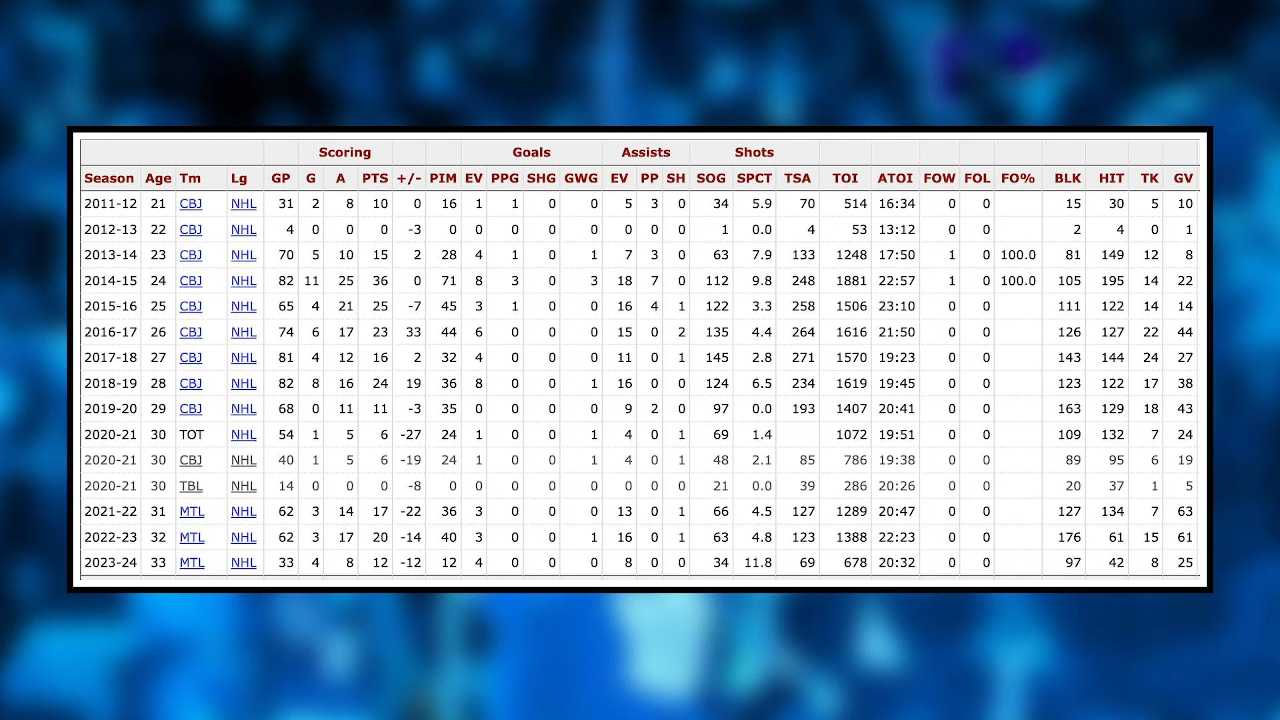 Scoring Goals Assists Shots
Season Age Tm Lg GP G A PTS +/- PIM EV PPG SHG GWG EV PP SH SOG SPCT TSA TOI ATOI FOW FOL FO% BLK HIT TK GV
2011-12 21 CBJ NHL 31 2 8 10 0 16 1 1 0 0 5 3 0 34 5.9 70 514 16:34 0 0 15 30 5 10
2012-13 22 CBJ NHL 4 0 0 0 -3 0 0 0 0 0 0 0 0 1 0.0 4 53 13:12 0 0 2 4 0 1
2013-14 23 CBJ NHL 70 5 10 15 2 28 4 1 0 1 7 3 0 63 7.9 133 1248 17:50 1 0 100.0 81 149 12 8
2014-15 24 CBJ NHL 82 11 25 36 0 71 8 3 0 3 18 7 0 112 9.8 248 1881 22:57 1 0 100.0 105 195 14 22
2015-16 25 CBJ NHL 65 4 21 25 -7 45 3 1 0 0 16 4 1 122 3.3 258 1506 23:10 0 0 111 122 14 14
2016-17 26 CBJ NHL 74 6 17 23 33 44 6 0 0 0 15 0 2 135 4.4 264 1616 21:50 0 0 126 127 22 44
2017-18 27 CBJ NHL 81 4 12 16 2 32 4 0 0 0 11 0 1 145 2.8 271 1570 19:23 0 0 143 144 24 27
2018-19 28 CBJ NHL 82 8 16 24 19 36 8 0 0 1 16 0 0 124 6.5 234 1619 19:45 0 0 123 122 17 38
2019-20 29 CBJ NHL 68 0 11 11 -3 35 0 0 0 0 9 2 0 97 0.0 193 1407 20:41 0 0 163 129 18 43
2020-21 30 TOT NHL 54 1 5 6 -27 24 1 0 0 1 4 0 1 69 1.4 1072 19:51 0 0 109 132 7 24
2020-21 30 CBJ NHL 40 1 5 6 -19 24 1 0 0 1 4 0 1 48 2.1 85 786 19:38 0 0 89 95 6 19
2020-21 30 TBL NHL 14 0 0 0 -8 0 0 0 0 0 0 0 0 21 0.0 39 286 20:26 0 0 20 37 1 5
2021-22 31 MTL NHL 62 3 14 17 -22 36 3 0 0 0 13 0 1 66 4.5 127 1289 20:47 0 0 127 134 7 63
2022-23 32 MTL NHL 62 3 17 20 -14 40 3 0 0 1 16 0 1 63 4.8 123 1388 22:23 0 0 176 61 15 61
2023-24 33 MTL NHL 33 4 8 12 -12 12 4 0 0 0 8 0 0 34 11.8 69 678 20:32 0 0 97 42 8 25